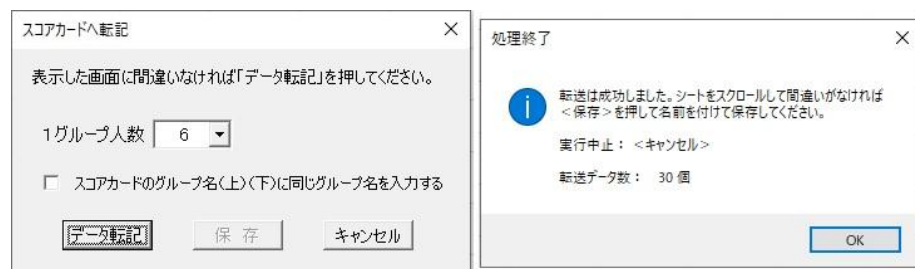 スコアカードへ転記
表示した画面に間違いなければ「データ転記」を押してください。
1グループ人数 6
スコアカードのグループ名(上)(下)に同じグループ名を入力する
データ転記 保 存 キャンセル
処理終了
転送は成功しました。シートをスクロールして間違いがなければ
<保存>を押して名前を付けて保存してください。
実行中止： <キャンセル>
転送データ数： 30 個
OK